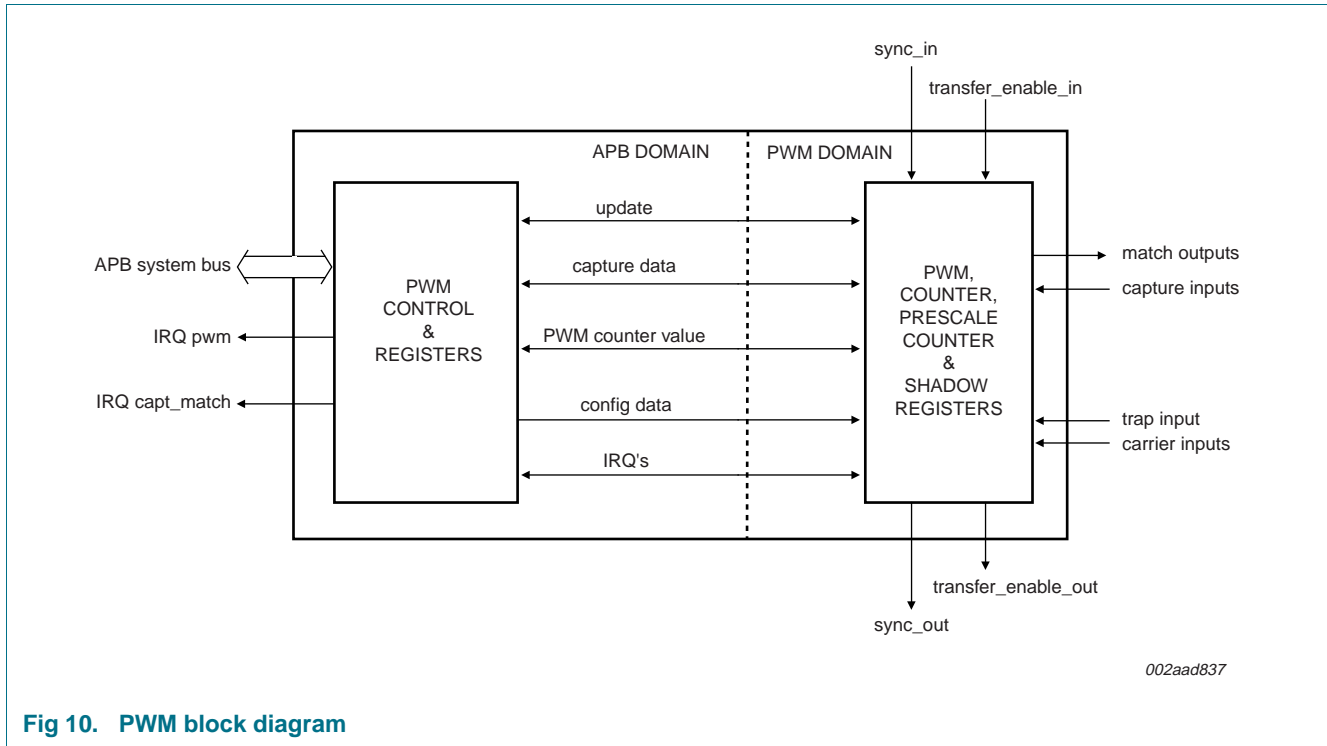 sync_in
transfer_enable_in
APB DOMAIN
PWM DOMAIN
update
capture data
PWM counter value
config data
IRQ's
APB system bus
IRQ pwm
IRQ capt_match
PWM
CONTROL
&
REGISTERS
PWM,
COUNTER,
PRESCALE
COUNTER
&
SHADOW
REGISTERS
match outputs
capture inputs
trap input
carrier inputs
transfer_enable_out
sync_out
002aad837
Fig 10. PWM block diagram